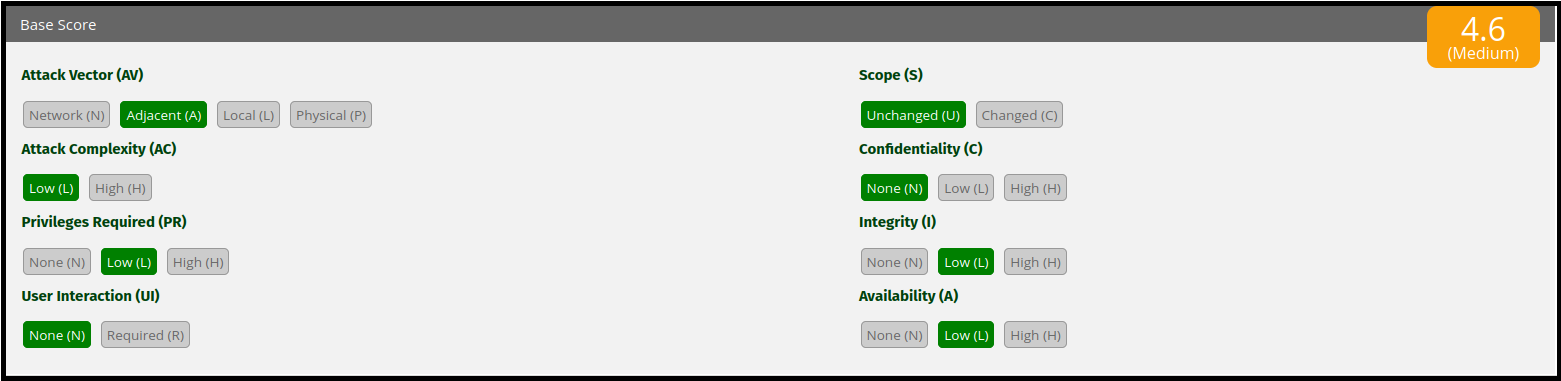 Base Score
4.6
(Medium)
Attack Vector (AV)
Network (N) Adjacent (A) Local (L) Physical (P)
Attack Complexity (AC)
Low (L) High (H)
Privileges Required (PR)
None (N) Low (L) High (H)
User Interaction (UI)
None (N) Required (R)
Scope (S)
Unchanged (U) Changed (C)
Confidentiality (C)
None (N) Low (L) High (H)
Integrity (I)
None (N) Low (L) High (H)
Availability (A)
None (N) Low (L) High (H)